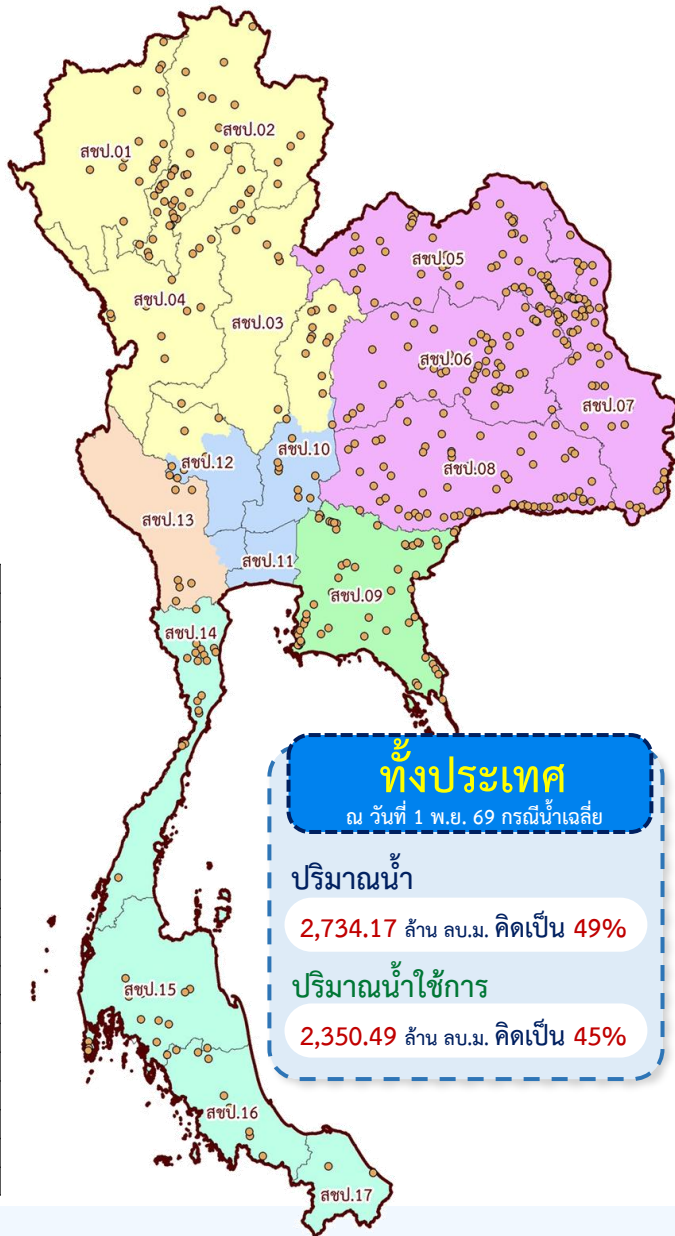 สชป.02
สชป.01
สชป.05
สชป.04
สชป.03
สชป.06
สชป.07
สชป.10
สชป.12
สชป.08
สชป.13
สชป.11
สชป.09
สชป.14
ทั้งประเทศ
ณ วันที่ 1 พ.ย. 69 กรณีน้ำเฉลี่ย
ปริมาณน้ำ
2,734.17 ล้าน ลบ.ม. คิดเป็น 49%
ปริมาณน้ำใช้การ
2,350.49 ล้าน ลบ.ม. คิดเป็น 45%
สชป.15
สชป.16
สชป.17